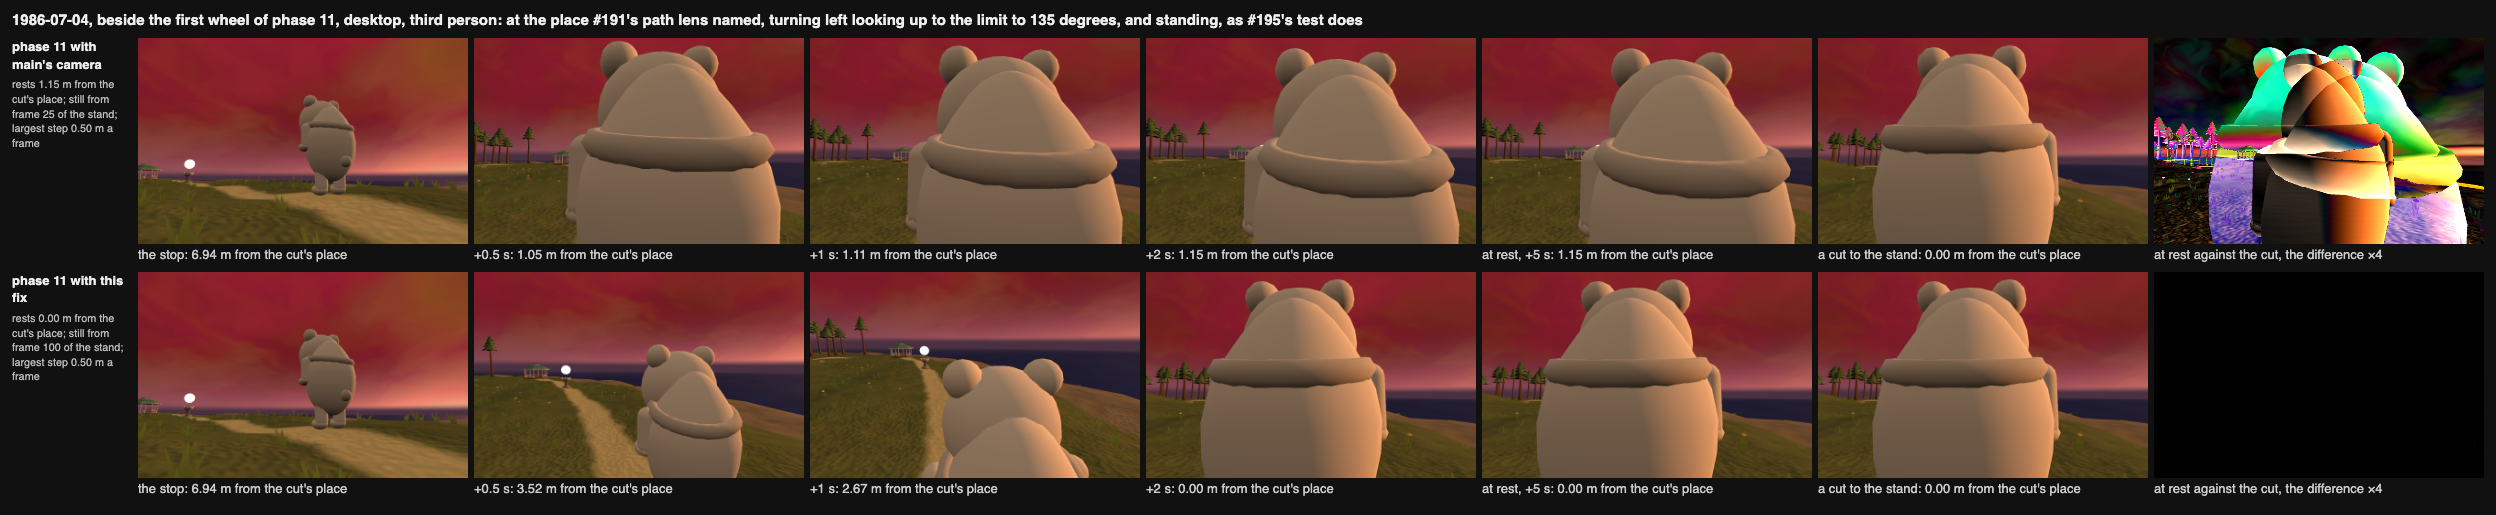 1986-07-04, beside the first wheel of phase 11, desktop, third person: at the place #191's path lens named, turning left looking up to the limit to 135 degrees, and standing, as #195's test does
phase 11 with
main's camera
rests 1.15 m from the
cut's place; still from
frame 25 of the stand;
largest step 0.50 m a
frame
the stop: 6.94 m from the cut's place
+0.5 s: 1.05 m from the cut's place
+1 s: 1.11 m from the cut's place
+2 s: 1.15 m from the cut's place
at rest, +5 s: 1.15 m from the cut's place
a cut to the stand: 0.00 m from the cut's place
at rest against the cut, the difference ×4
phase 11 with this
fix
rests 0.00 m from the
cut's place; still from
frame 100 of the stand;
largest step 0.50 m a
frame
the stop: 6.94 m from the cut's place
+0.5 s: 3.52 m from the cut's place
+1 s: 2.67 m from the cut's place
+2 s: 0.00 m from the cut's place
at rest, +5 s: 0.00 m from the cut's place
a cut to the stand: 0.00 m from the cut's place
at rest against the cut, the difference ×4